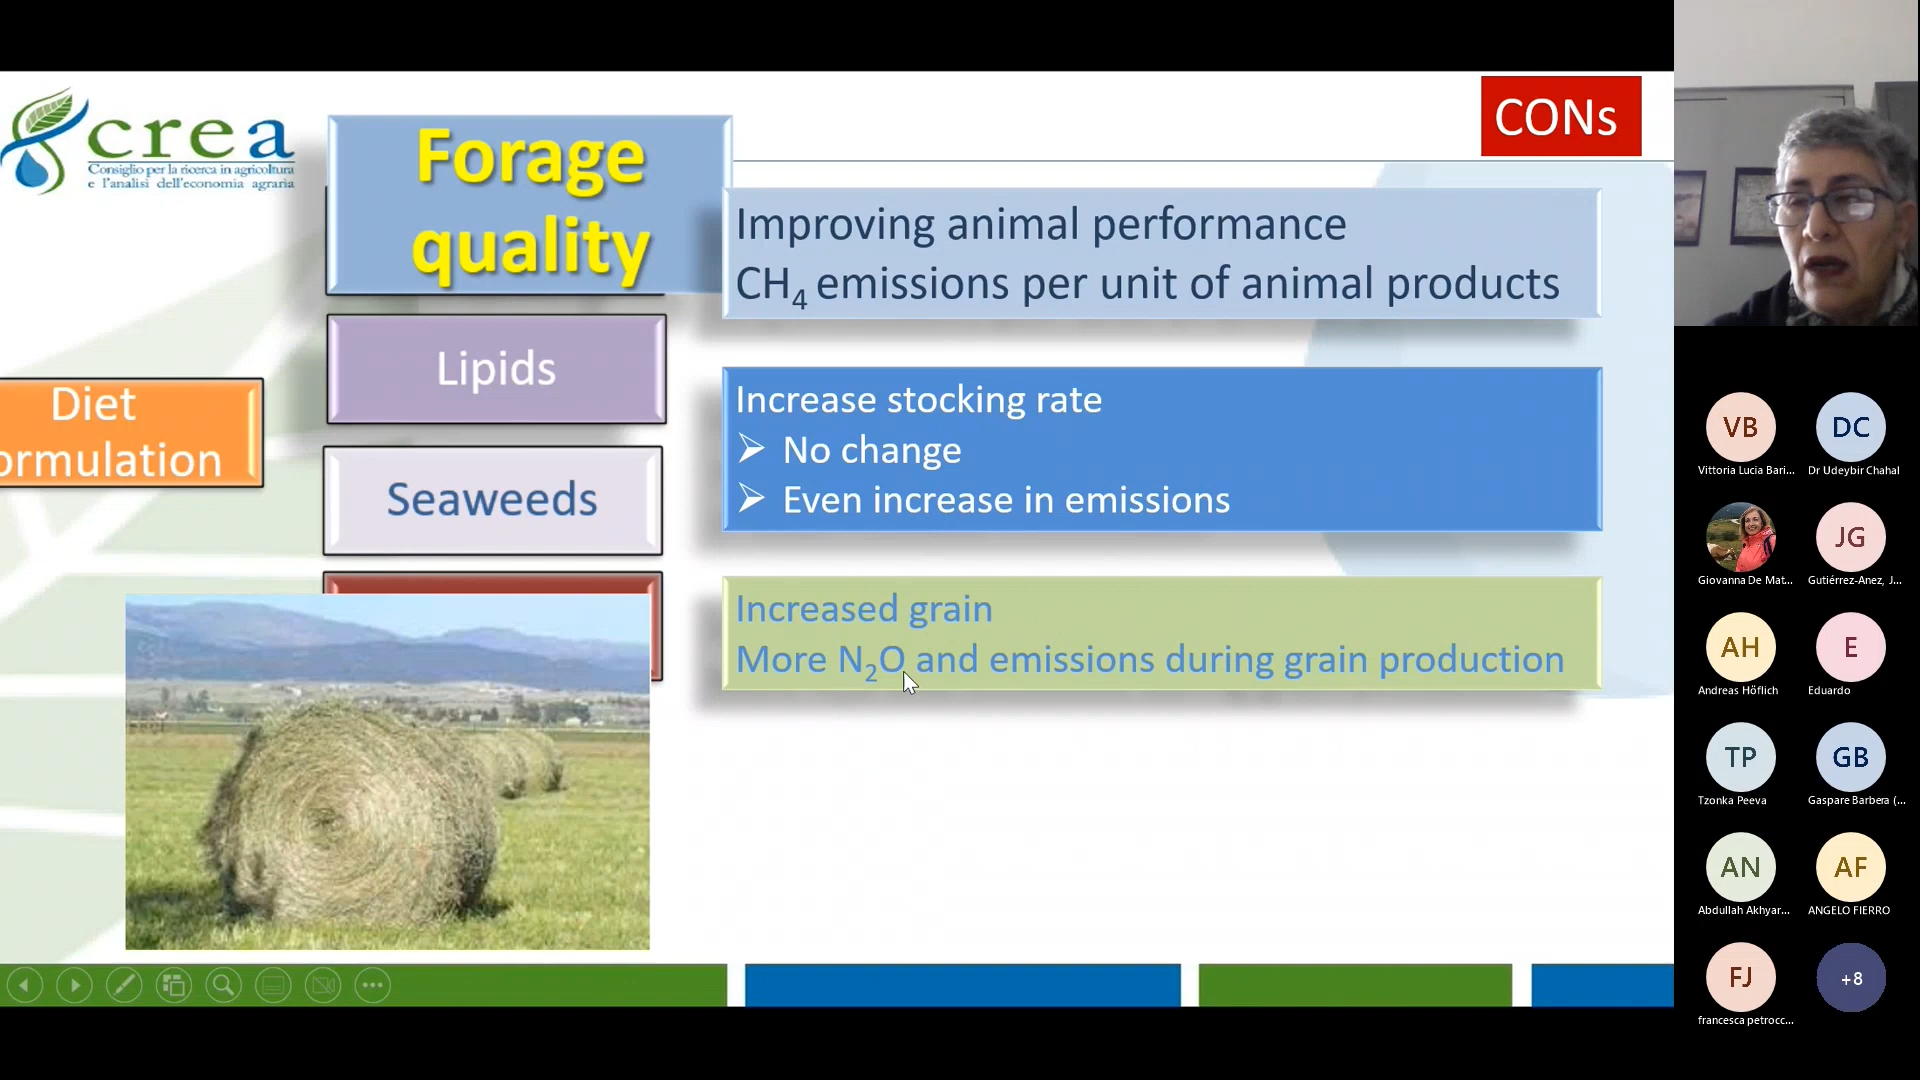 crea
Consiglio per la ricerca in agricoltura
e l'analisi dell'economia agraria
Forage
quality
CONs
Improving animal performance
CH₄ emissions per unit of animal products
Lipids
Increase stocking rate
➢ No change
➢ Even increase in emissions
Diet
ormulation
Seaweeds
Increased grain
More N₂O and emissions during grain production
VB
DC
Vittoria Lucia Bari...
Dr Udeybir Chahal
JG
Giovanna De Mat...
Gutiérrez-Anez, J...
AH
E
Andreas Höflich
Eduardo
TP
GB
Tzonka Peeva
Gaspare Barbera (...
AN
AF
Abdullah Akhyar...
ANGELO FIERRO
FJ
+8
francesca petrocc...